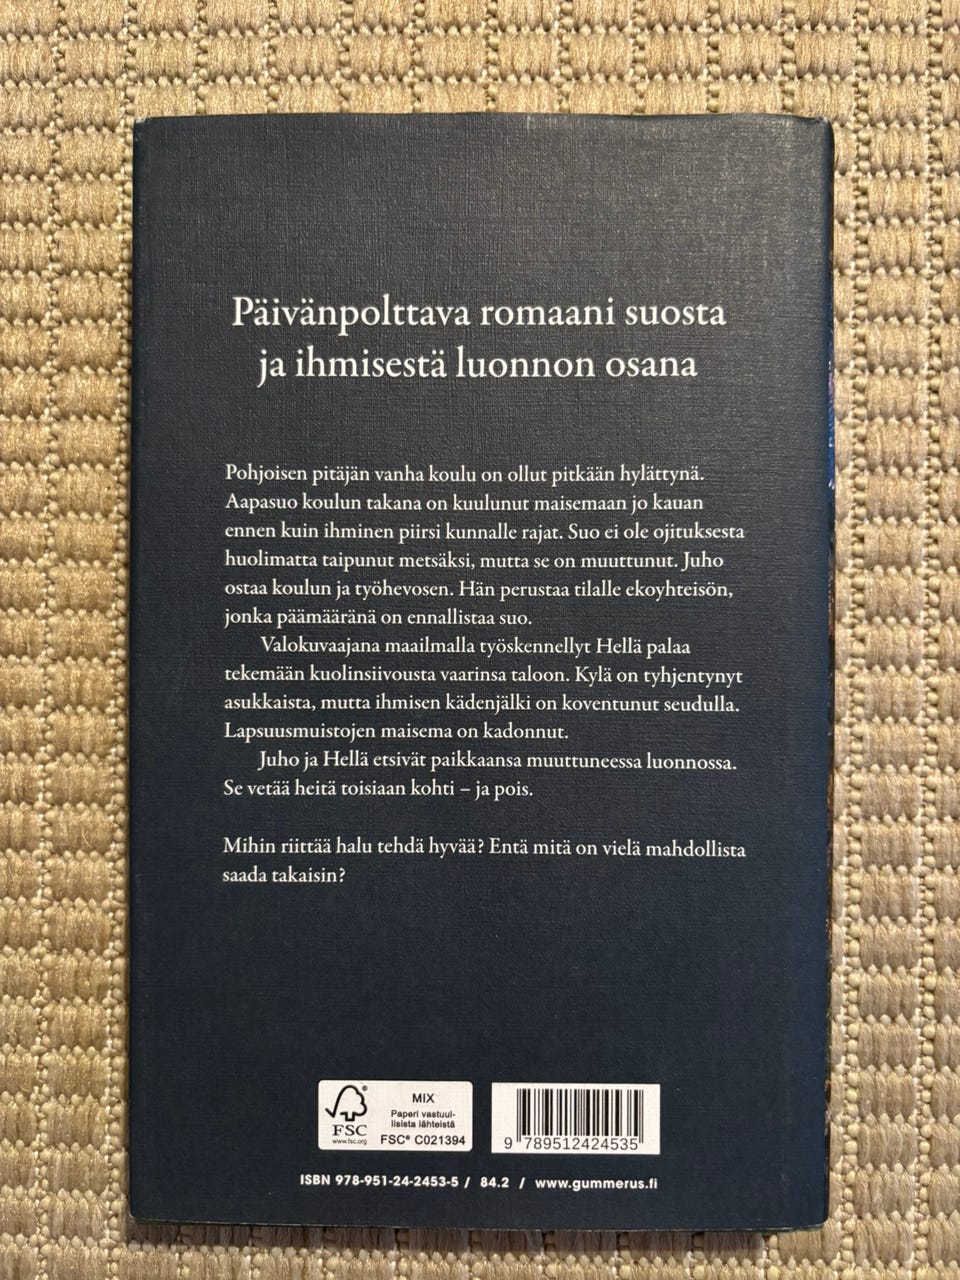 Päivänpolttava romaani suosta
ja ihmisestä luonnon osana
Pohjoisen pitäjän vanha koulu on ollut pitkään hylättynä.
Aapasuo koulun takana on kuulunut maisemaan jo kauan
ennen kuin ihminen piirsi kunnalle rajat. Suo ei ole ojituksesta
huolimatta taipunut metsäksi, mutta se on muuttunut. Juho
ostaa koulun ja työhevosen. Hän perustaa tilalle ekoyhteisön,
jonka päämääränä on ennallistaa suo.
Valokuvaajana maailmalla työskennellyt Hellä palaa
tekemään kuolinsiivousta vaarinsa taloon. Kylä on tyhjentynyt
asukkaista, mutta ihmisen kädenjälki on koventunut seudulla.
Lapsuusmuistojen maisema on kadonnut.
Juho ja Hellä etsivät paikkaansa muuttuneessa luonnossa.
Se vetää heitä toisiaan kohti – ja pois.
Mihin riittää halu tehdä hyvää? Entä mitä on vielä mahdollista
saada takaisin?
FSC
www.fsc.org
MIX
Paperi vastuul-
lisista lähteistä
FSC® C021394
9 789512424535
ISBN 978-951-24-2453-5 / 84.2 / www.gummerus.fi